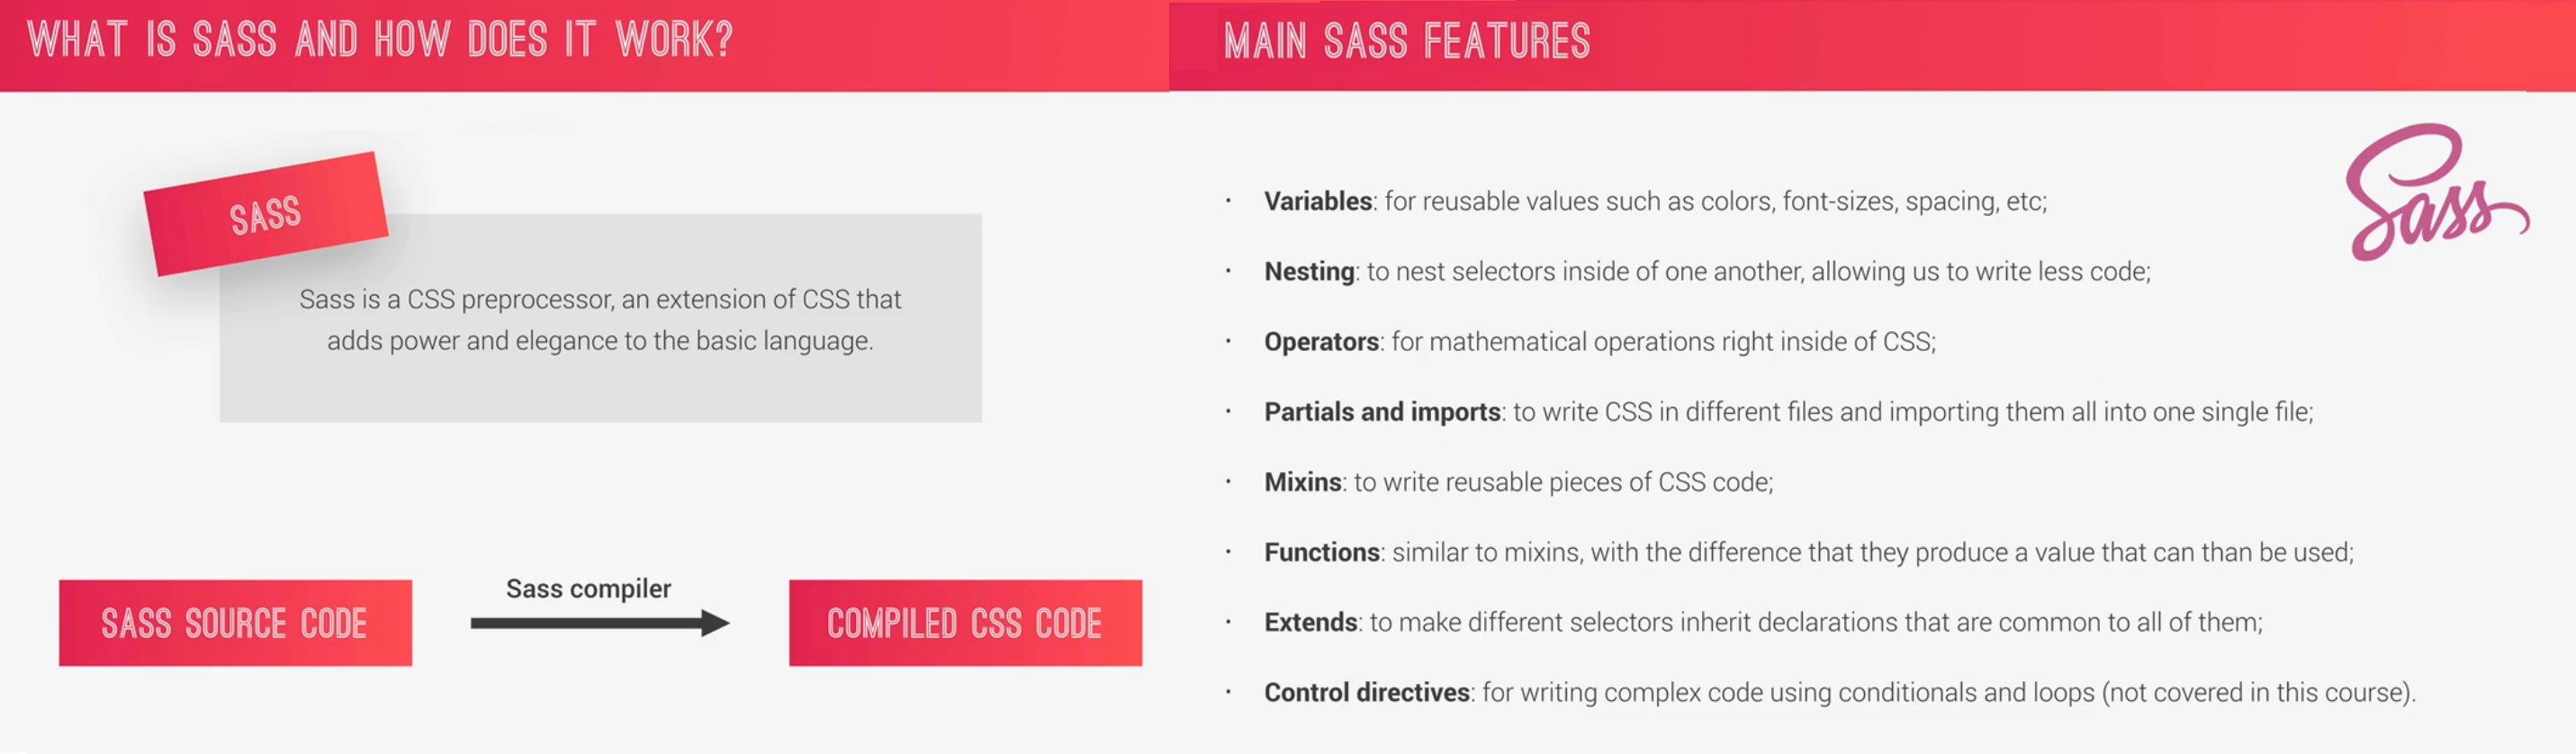 WHAT IS SASS AND HOW DOES IT WORK?
SASS
Sass is a CSS preprocessor, an extension of CSS that
adds power and elegance to the basic language.
SASS SOURCE CODE
Sass compiler
COMPILED CSS CODE
MAIN SASS FEATURES
Sass
· Variables: for reusable values such as colors, font-sizes, spacing, etc;
· Nesting: to nest selectors inside of one another, allowing us to write less code;
· Operators: for mathematical operations right inside of CSS;
· Partials and imports: to write CSS in different files and importing them all into one single file;
· Mixins: to write reusable pieces of CSS code;
· Functions: similar to mixins, with the difference that they produce a value that can than be used;
· Extends: to make different selectors inherit declarations that are common to all of them;
· Control directives: for writing complex code using conditionals and loops (not covered in this course).